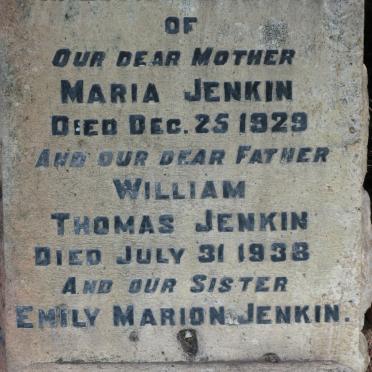 OF
OUR DEAR MOTHER
MARIA JENKIN
DIED DEC. 25 1929
AND OUR DEAR FATHER
WILLIAM
THOMAS JENKIN
DIED JULY 31 1938
AND OUR SISTER
EMILY MARION JENKIN.